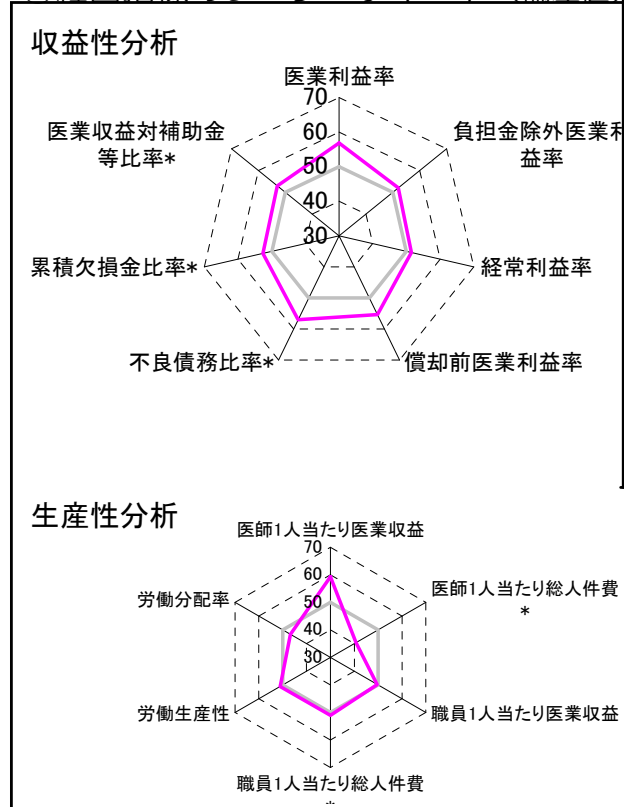 収益性分析
医業利益率
70
60
50
40
30
負担金除外医業利
益率
経常利益率
償却前医業利益率
不良債務比率*
累積欠損金比率*
医業収益対補助金
等比率*
生産性分析
医師1人当たり医業収益
70
60
50
40
30
医師1人当たり総人件費
*
職員1人当たり医業収益
職員1人当たり総人件費
*
労働生産性
労働分配率